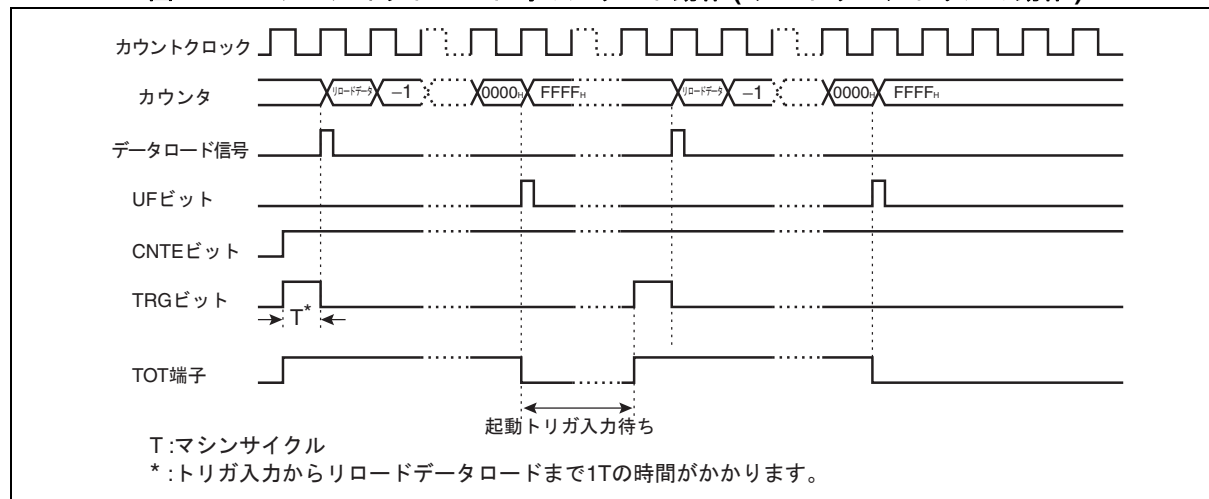 カウントクロック
カウンタ リロードデータ −1 0000H FFFFH リロードデータ −1 0000H FFFFH
データロード信号
UFビット
CNTEビット
TRGビット
T*
TOT端子
起動トリガ入力待ち
T :マシンサイクル
* :トリガ入力からリロードデータロードまで1Tの時間がかかります。